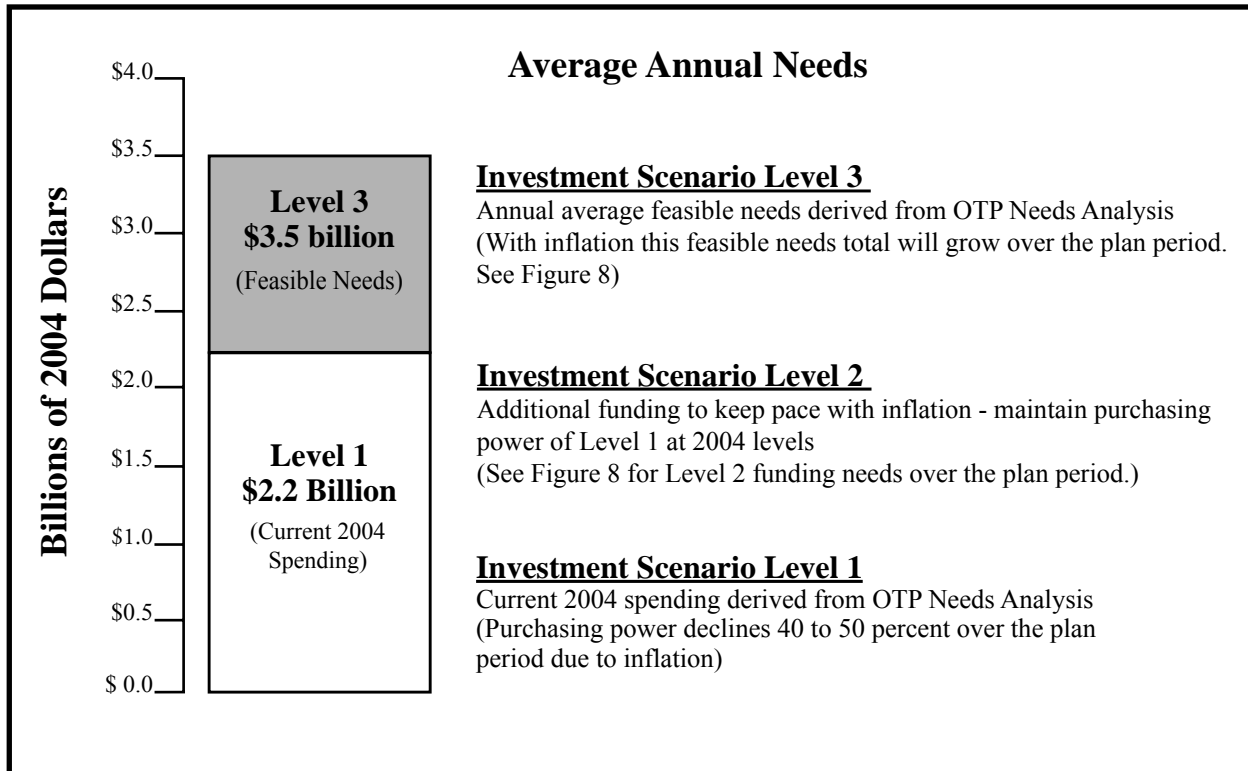 Average Annual Needs
Billions of 2004 Dollars
$4.0
$3.5
$3.0
$2.5
$2.0
$1.5
$1.0
$0.5
$ 0.0
Level 3
$3.5 billion
(Feasible Needs)
Level 1
$2.2 Billion
(Current 2004
Spending)
Investment Scenario Level 3
Annual average feasible needs derived from OTP Needs Analysis
(With inflation this feasible needs total will grow over the plan period.
See Figure 8)
Investment Scenario Level 2
Additional funding to keep pace with inflation - maintain purchasing
power of Level 1 at 2004 levels
(See Figure 8 for Level 2 funding needs over the plan period.)
Investment Scenario Level 1
Current 2004 spending derived from OTP Needs Analysis
(Purchasing power declines 40 to 50 percent over the plan
period due to inflation)